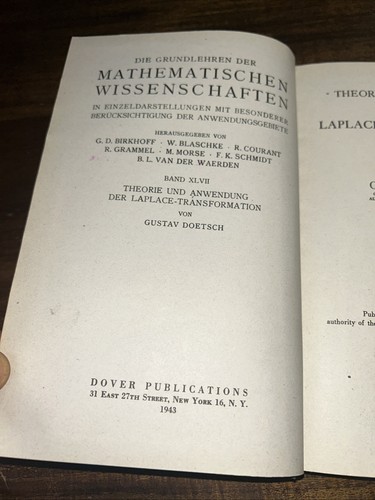 DIE GRUNDLEHREN DER
MATHEMATISCHEN
WISSENSCHAFTEN
IN EINZELDARSTELLUNGEN MIT BESONDERER
BERÜCKSICHTIGUNG DER ANWENDUNGSGEBIETE
HERAUSGEGEBEN VON
G. D. BIRKHOFF · W. BLASCHKE · R. COURANT
R. GRAMMEL · M. MORSE · F. K. SCHMIDT
B. L. VAN DER WAERDEN
BAND XLVII
THEORIE UND ANWENDUNG
DER LAPLACE-TRANSFORMATION
VON
GUSTAV DOETSCH
DOVER PUBLICATIONS
31 EAST 27TH STREET, NEW YORK 16, N. Y.
1943
THEOR
LAPLACE
Pub
authority of the